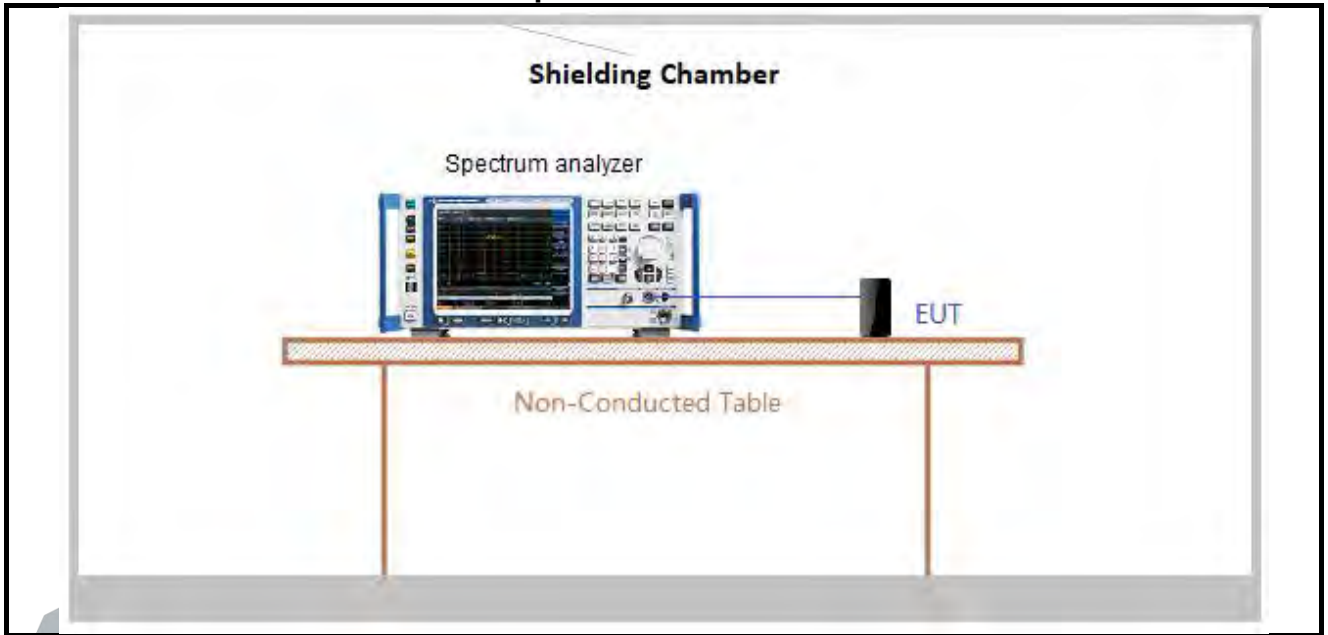 Shielding Chamber
Spectrum analyzer
EUT
Non-Conducted Table